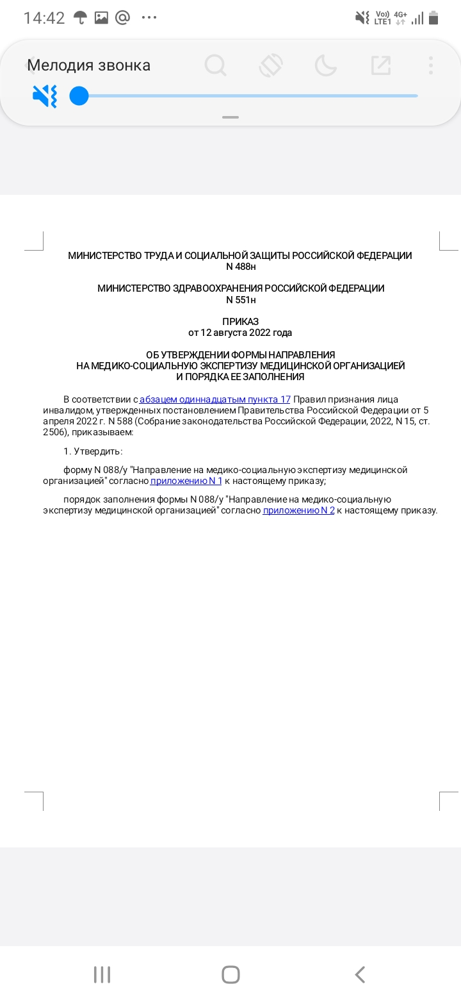 14:42
Vo))
LTE1
4G+
Мелодия звонка
МИНИСТЕРСТВО ТРУДА И СОЦИАЛЬНОЙ ЗАЩИТЫ РОССИЙСКОЙ ФЕДЕРАЦИИ
N 488н
МИНИСТЕРСТВО ЗДРАВООХРАНЕНИЯ РОССИЙСКОЙ ФЕДЕРАЦИИ
N 551н
ПРИКАЗ
от 12 августа 2022 года
ОБ УТВЕРЖДЕНИИ ФОРМЫ НАПРАВЛЕНИЯ
НА МЕДИКО-СОЦИАЛЬНУЮ ЭКСПЕРТИЗУ МЕДИЦИНСКОЙ ОРГАНИЗАЦИЕЙ
И ПОРЯДКА ЕЕ ЗАПОЛНЕНИЯ
В соответствии с абзацем одиннадцатым пункта 17 Правил признания лица
инвалидом, утвержденных постановлением Правительства Российской Федерации от 5
апреля 2022 г. N 588 (Собрание законодательства Российской Федерации, 2022, N 15, ст.
2506), приказываем:
1. Утвердить:
форму N 088/у "Направление на медико-социальную экспертизу медицинской
организацией" согласно приложению N 1 к настоящему приказу;
порядок заполнения формы N 088/у "Направление на медико-социальную
экспертизу медицинской организацией" согласно приложению N 2 к настоящему приказу.